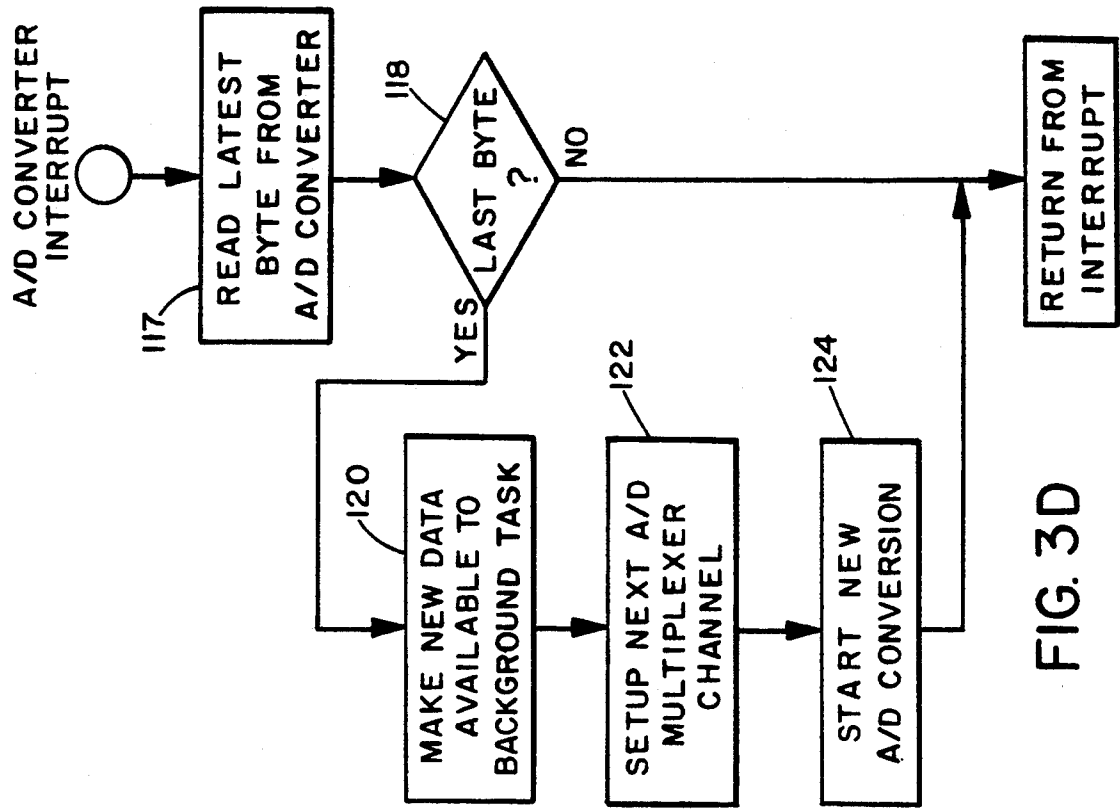 A/D CONVERTER
INTERRUPT
117
READ LATEST
BYTE FROM
A/D CONVERTER
118
LAST BYTE
?
YES
NO
120
MAKE NEW DATA
AVAILABLE TO
BACKGROUND TASK
122
SETUP NEXT A/D
MULTIPLEXER
CHANNEL
124
START NEW
A/D CONVERSION
RETURN FROM
INTERRUPT
FIG. 3D